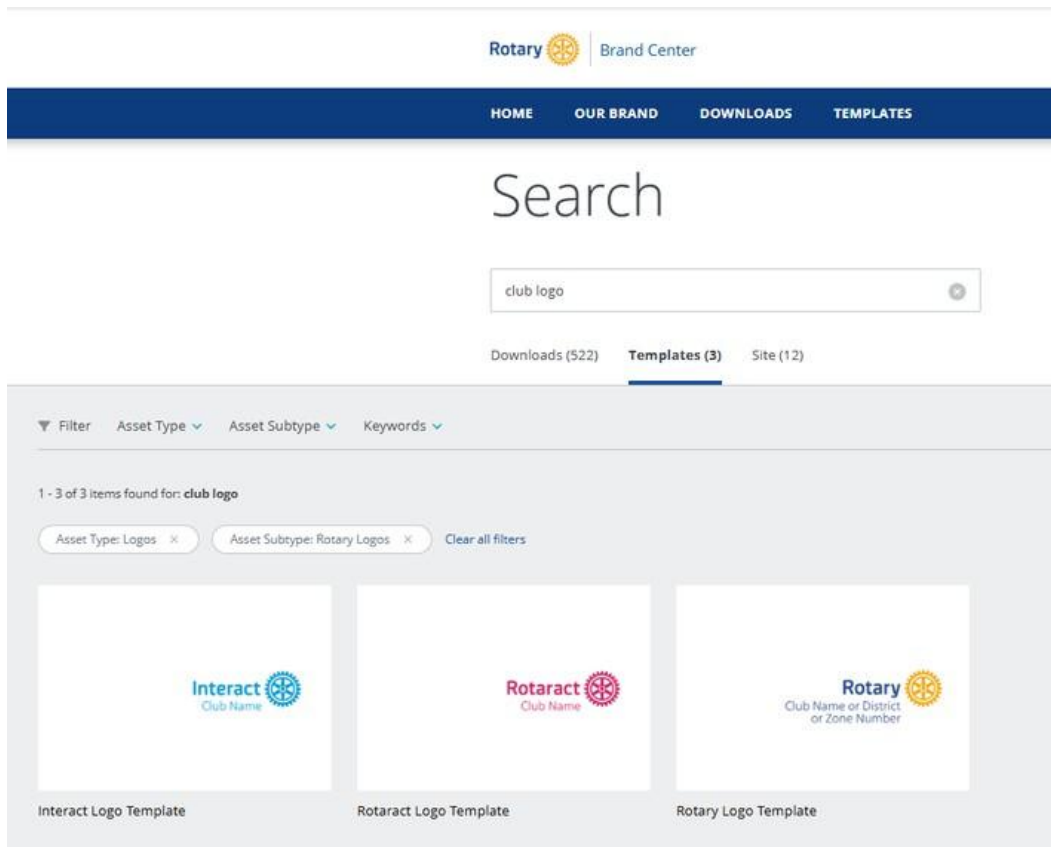 Rotary Brand Center
HOME OUR BRAND DOWNLOADS TEMPLATES
Search
club logo
Downloads (522) Templates (3) Site (12)
Filter Asset Type Asset Subtype Keywords
1 - 3 of 3 items found for: club logo
Asset Type: Logos × Asset Subtype: Rotary Logos × Clear all filters
Interact
Club Name
Rotaract
Club Name
Rotary
Club Name or District
or Zone Number
Interact Logo Template
Rotaract Logo Template
Rotary Logo Template